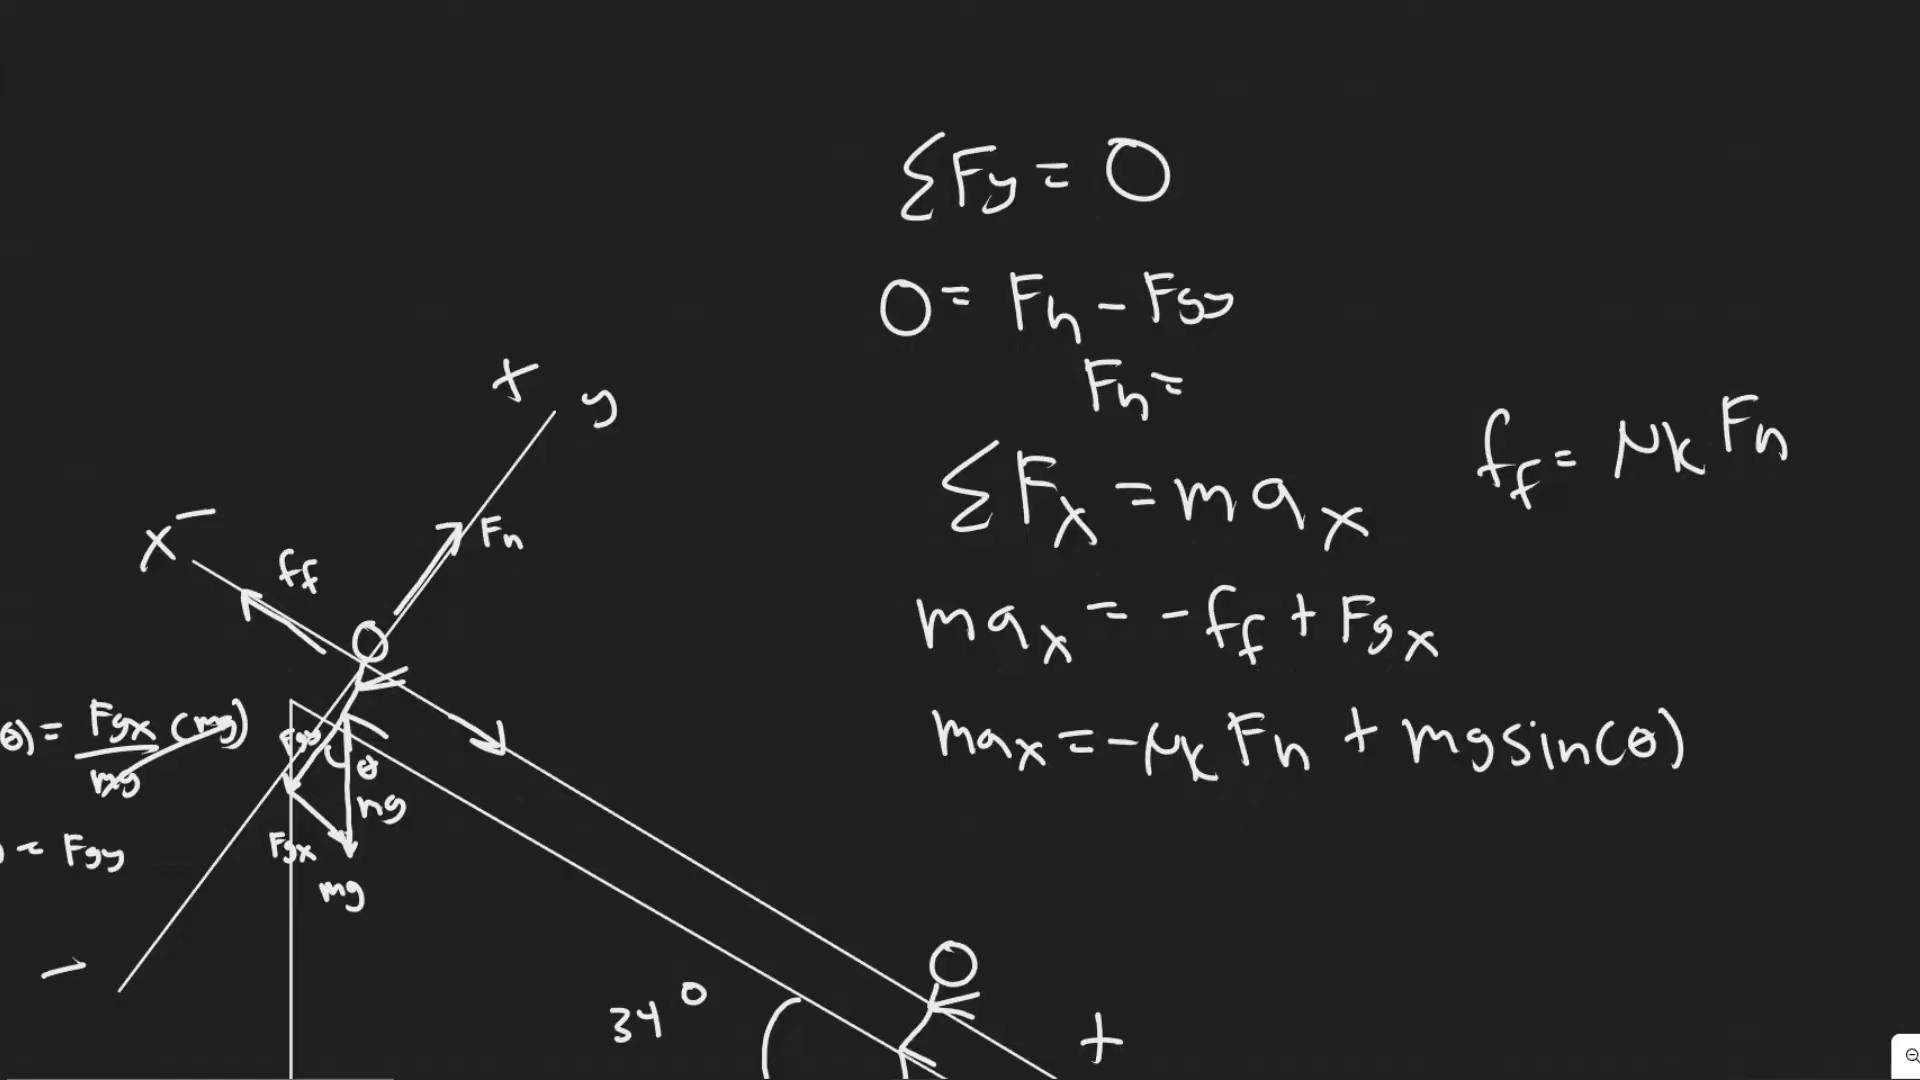 ΣFy = 0
0 = Fn - Fgy
Fn =
ΣFx = max
ff = μk Fn
max = -ff + Fgx
max = -μk Fn + mgsin(θ)
+ y
x -
ff
Fn
θ) = Fgx (mg)
mg
Fgy
θ
mg
) = Fgy
Fgx
mg
-
34°
+